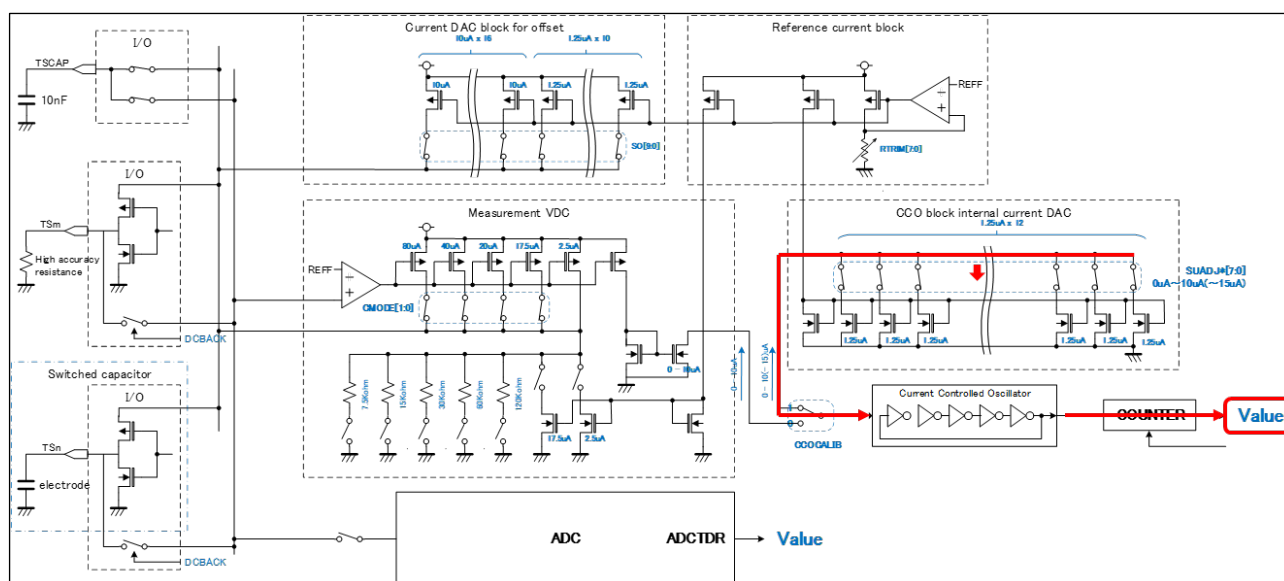 Current DAC block for offset
10uA x 16
1.25uA x 10
10uA
10uA
1.25uA
1.25uA
SO[9:0]
Reference current block
REFF
RTRIM[7:0]
I/O
TSCAP
10nF
I/O
TSm
High accuracy
resistance
DCBACK
Switched capacitor
I/O
TSn
electrode
DCBACK
Measurement VDC
80uA
40uA
20uA
17.5uA
2.5uA
REFF
CMODE[1:0]
7.5Kohm
15Kohm
30Kohm
60Kohm
120Kohm
17.5uA
2.5uA
0-10uA
0-10uA
0-10(-15)uA
CCO block internal current DAC
1.25uA x 12
SUADJ*[7:0]
0uA～10uA(～15uA)
1.25uA
1.25uA
1.25uA
1.25uA
1.25uA
1.25uA
1
0
CCOCALIB
Current Controlled Oscillator
COUNTER
Value
ADC
ADCTDR
Value